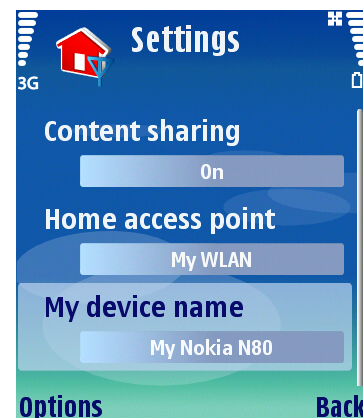 Settings
3G
Content sharing
On
Home access point
My WLAN
My device name
My Nokia N80
Options Back